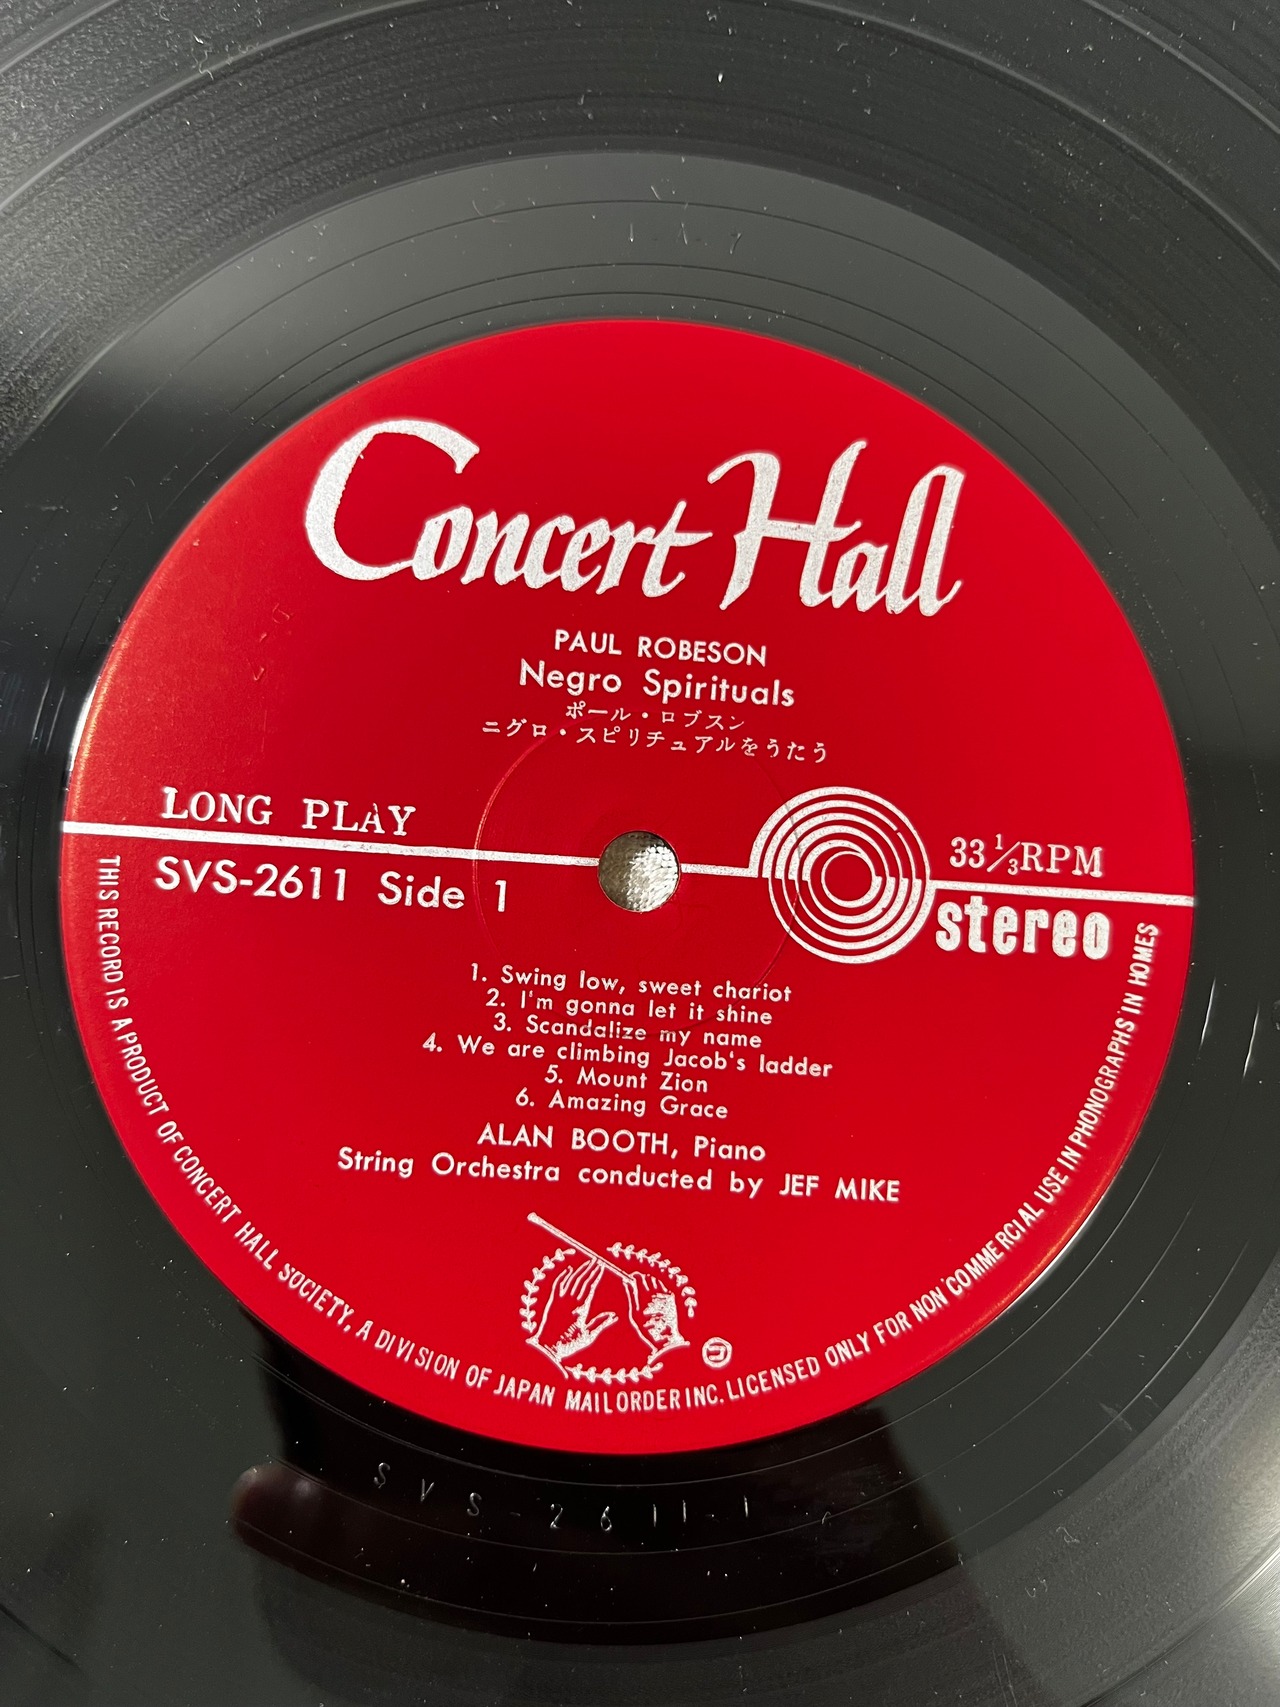 1-A-7
Concert Hall
PAUL ROBESON
Negro Spirituals
ポール・ロブスン
ニグロ・スピリチュアルをうたう
LONG PLAY
33 1/3 RPM
SVS-2611 Side 1
stereo
1. Swing low, sweet chariot
2. I'm gonna let it shine
3. Scandalize my name
4. We are climbing Jacob's ladder
5. Mount Zion
6. Amazing Grace
ALAN BOOTH, Piano
String Orchestra conducted by JEF MIKE
THIS RECORD IS A PRODUCT OF CONCERT HALL SOCIETY, A DIVISION OF JAPAN MAIL ORDER INC. LICENSED ONLY FOR NON COMMERCIAL USE IN PHONOGRAPHS IN HOMES
SVS-2611-1